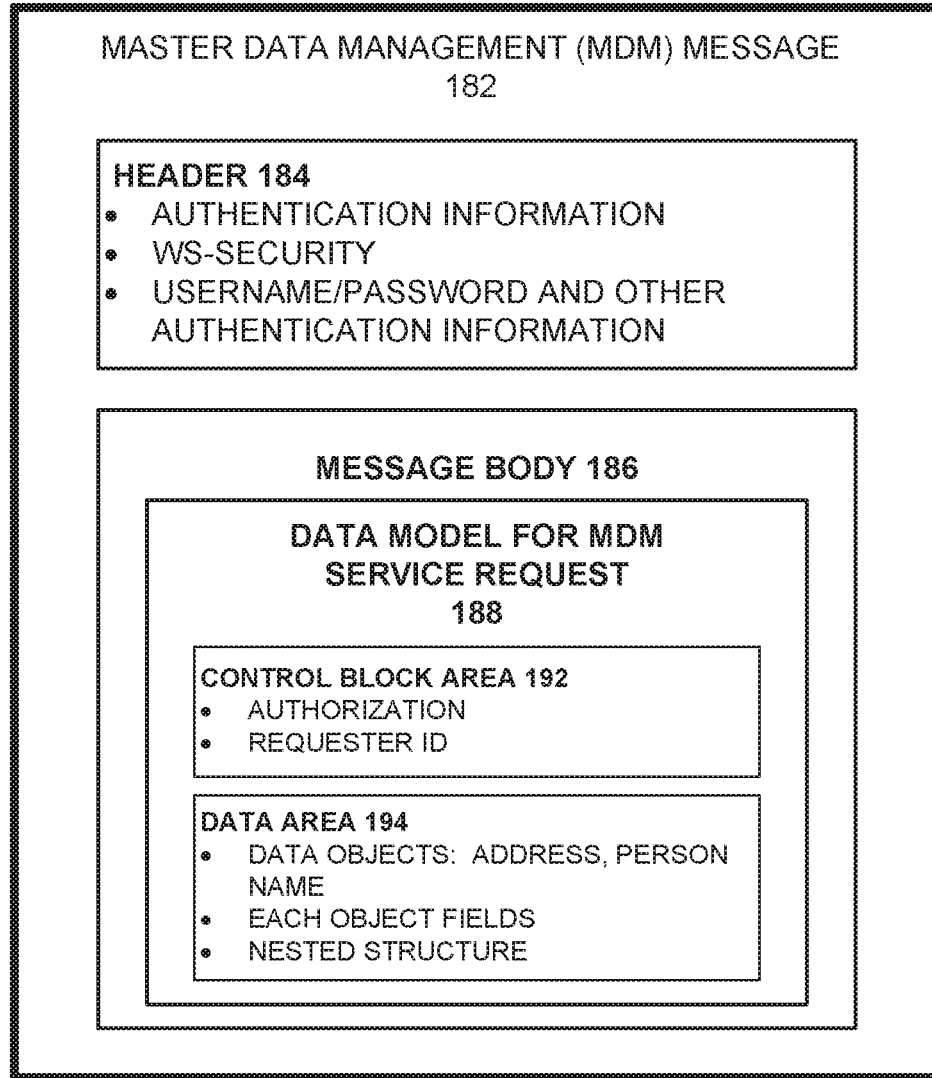 MASTER DATA MANAGEMENT (MDM) MESSAGE
182
HEADER 184
• AUTHENTICATION INFORMATION
• WS-SECURITY
• USERNAME/PASSWORD AND OTHER
AUTHENTICATION INFORMATION
MESSAGE BODY 186
DATA MODEL FOR MDM
SERVICE REQUEST
188
CONTROL BLOCK AREA 192
• AUTHORIZATION
• REQUESTER ID
DATA AREA 194
• DATA OBJECTS: ADDRESS, PERSON
NAME
• EACH OBJECT FIELDS
• NESTED STRUCTURE